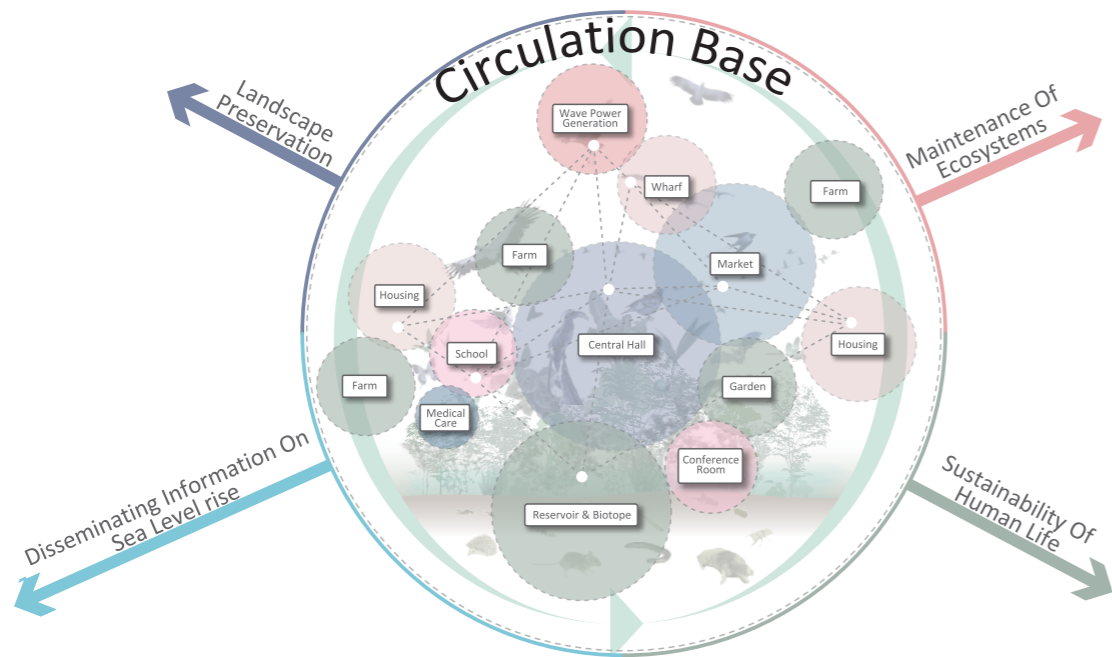 Circulation Base
Landscape
Preservation
Maintenance Of
Ecosystems
Wave Power
Generation
Wharf
Farm
Farm
Market
Housing
School
Central Hall
Housing
Farm
Garden
Medical
Care
Conference
Room
Reservoir & Biotope
Disseminating Information On
Sea Level rise
Sustainability Of
Human Life